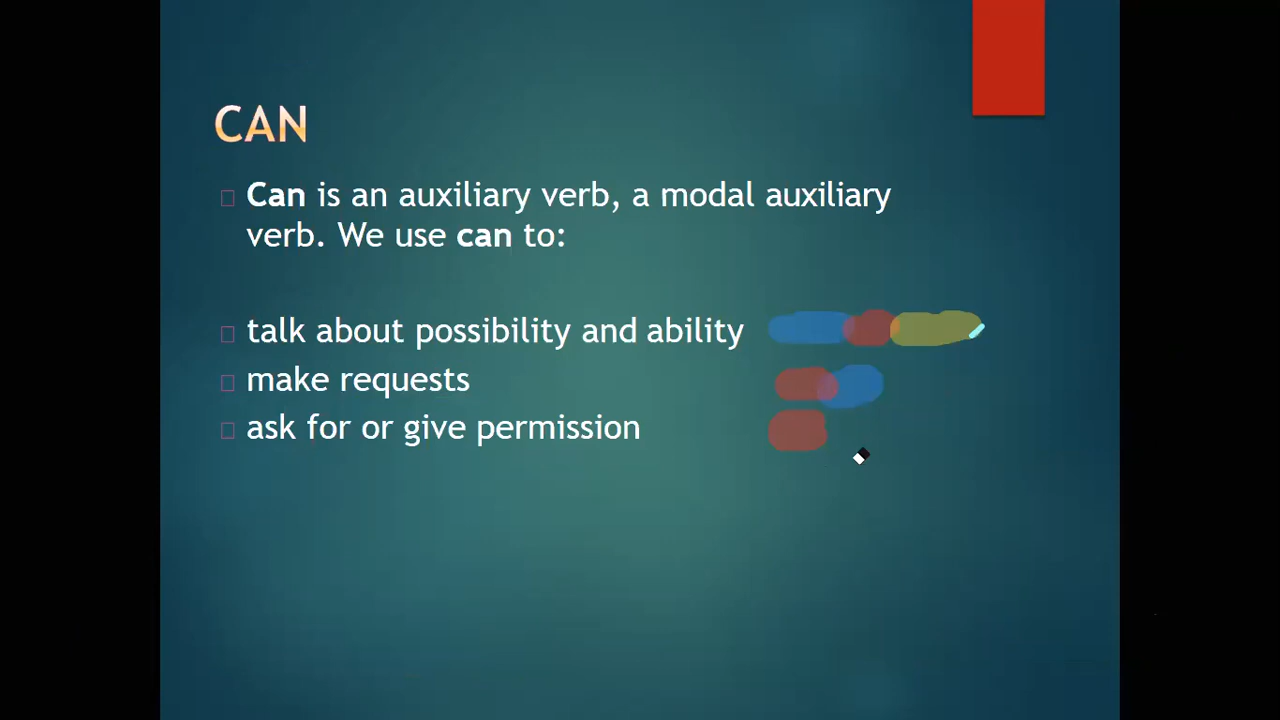 CAN
Can is an auxiliary verb, a modal auxiliary
verb. We use can to:
talk about possibility and ability
make requests
ask for or give permission